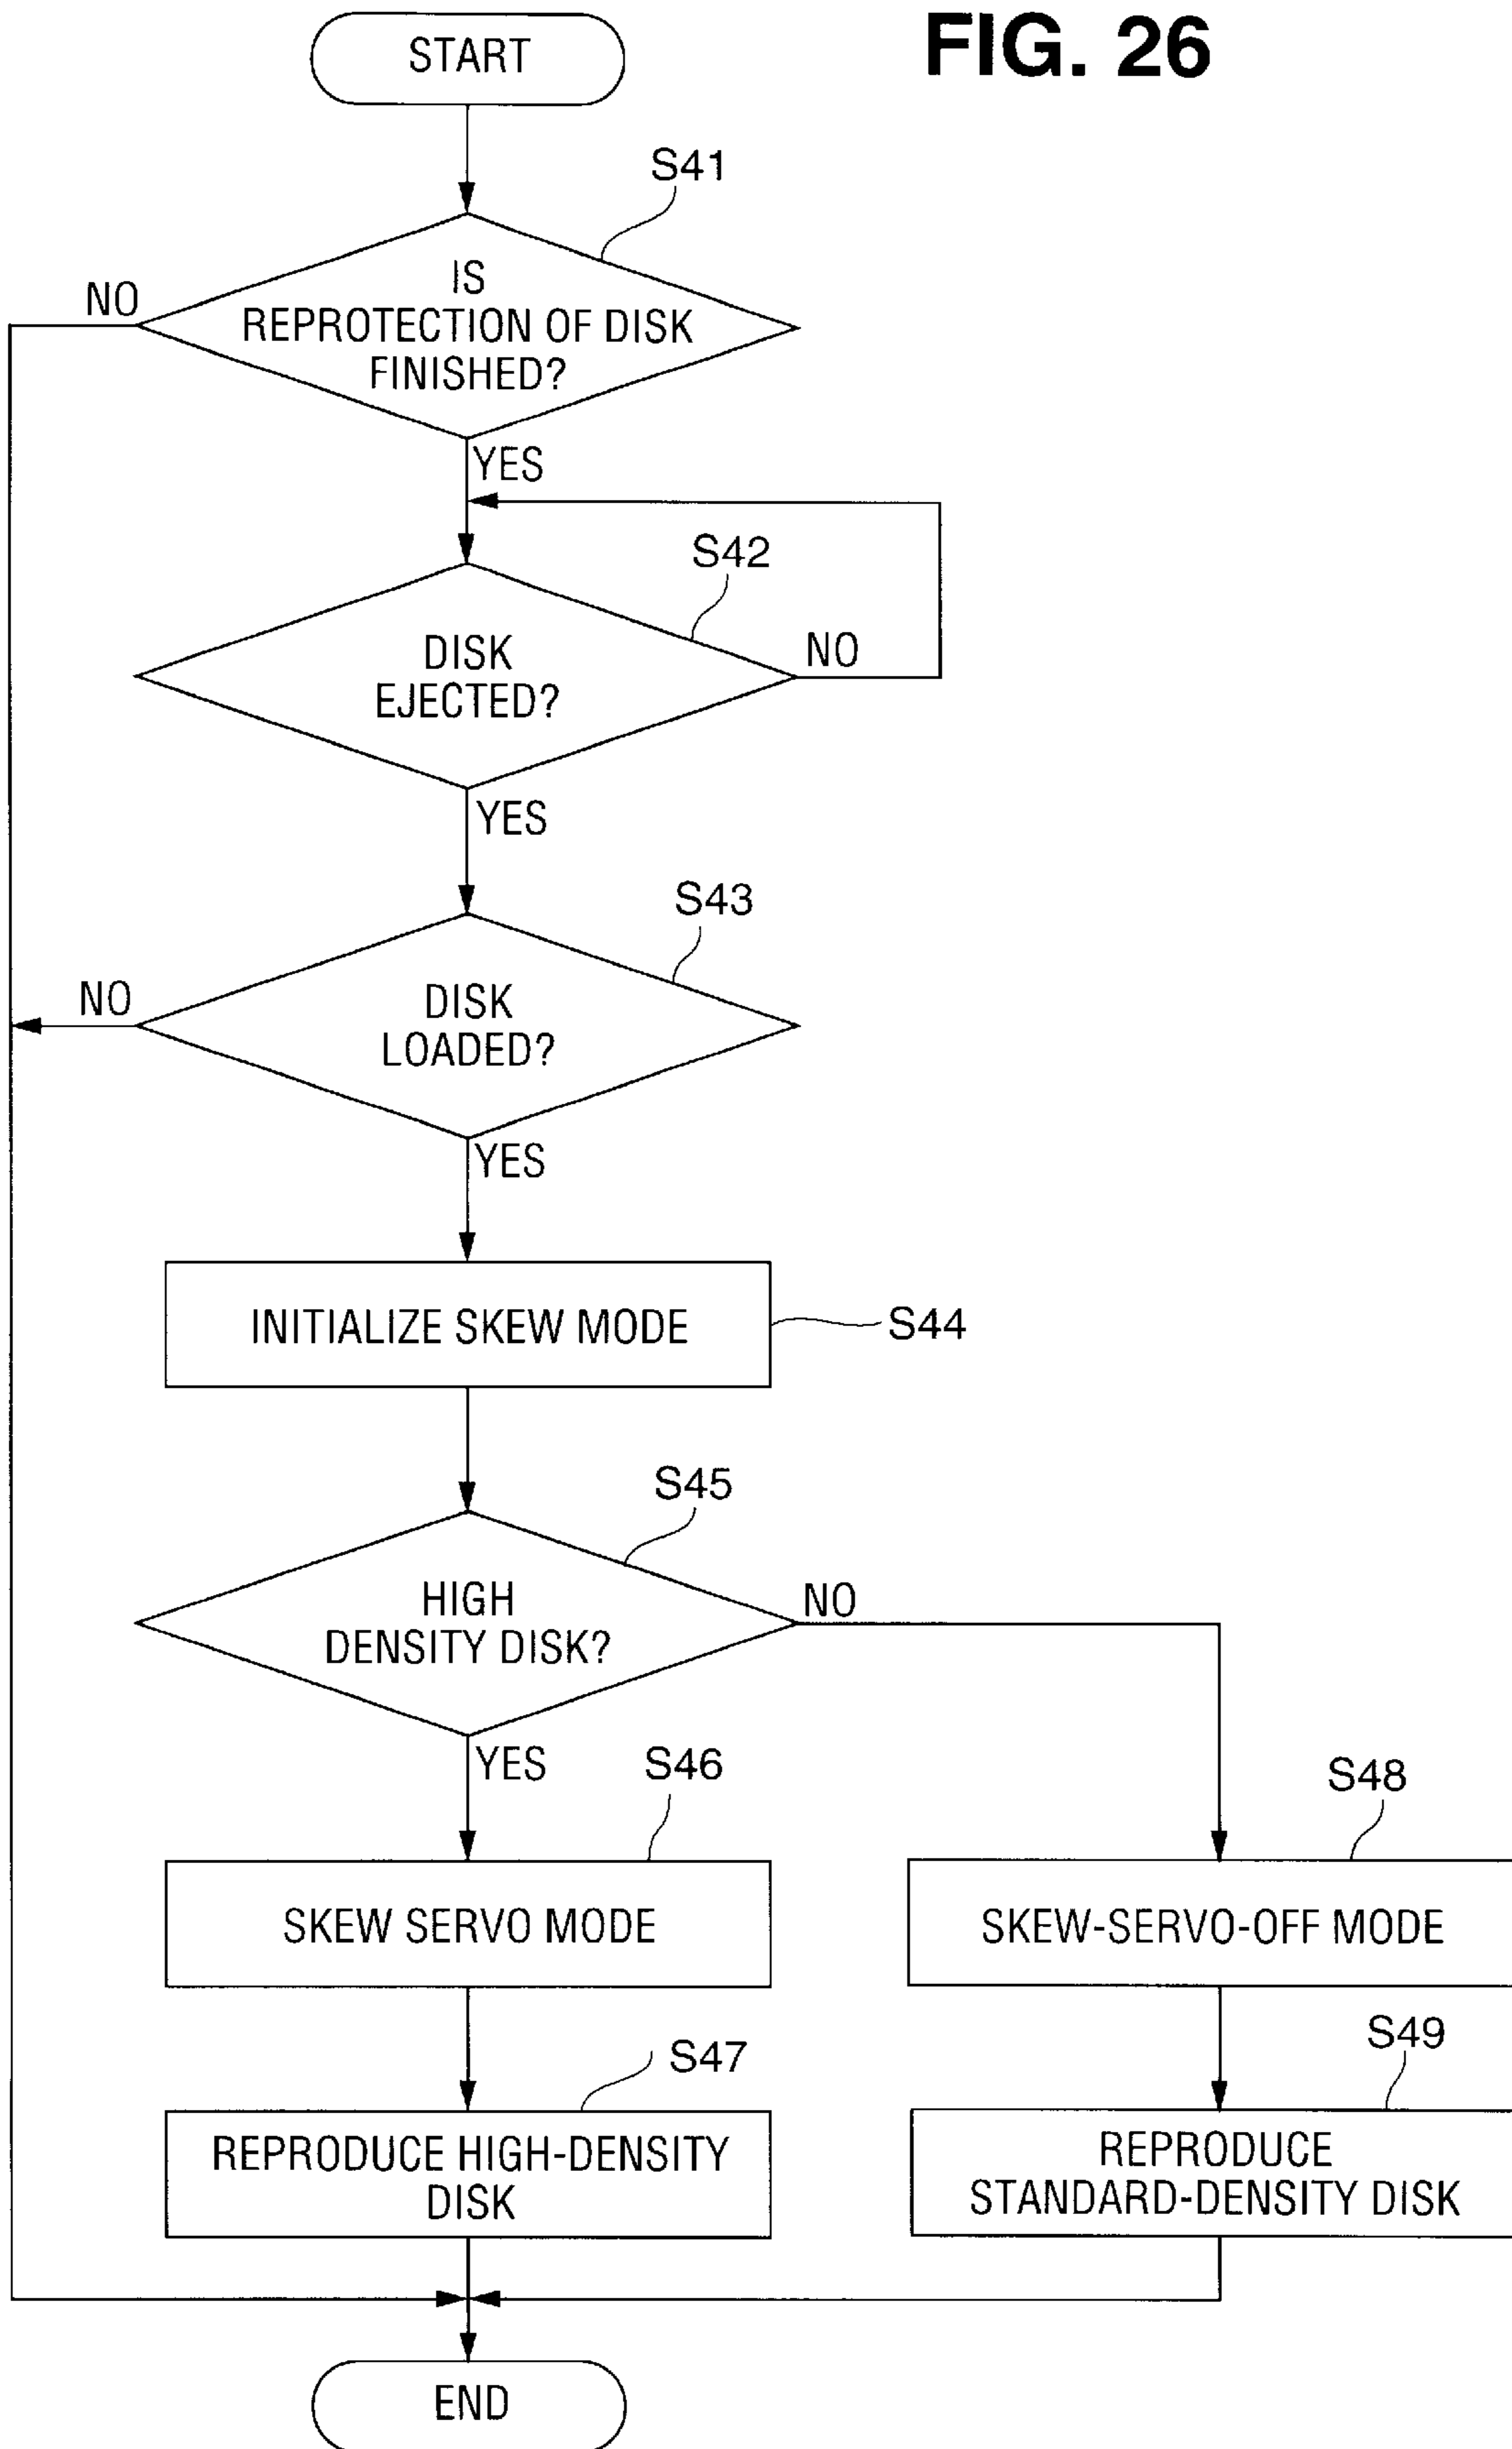 FIG. 26
START
S41
IS
REPROTECTION OF DISK
FINISHED?
NO
YES
S42
DISK
EJECTED?
NO
YES
S43
DISK
LOADED?
NO
YES
INITIALIZE SKEW MODE
S44
S45
HIGH
DENSITY DISK?
NO
YES
S46
SKEW SERVO MODE
S48
SKEW-SERVO-OFF MODE
S47
REPRODUCE HIGH-DENSITY
DISK
S49
REPRODUCE
STANDARD-DENSITY DISK
END